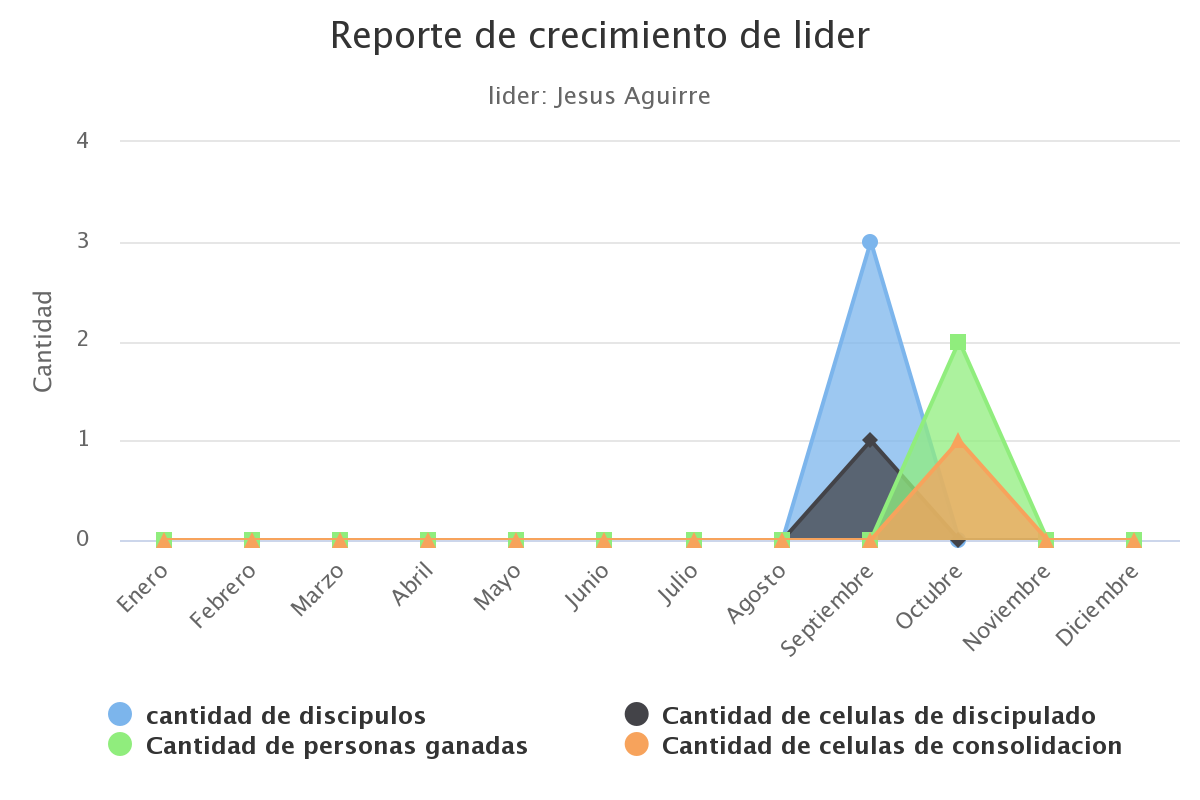 Reporte de crecimiento de lider
lider: Jesus Aguirre
Cantidad
4
3
2
1
0
Enero
Febrero
Marzo
Abril
Mayo
Junio
Julio
Agosto
Septiembre
Octubre
Noviembre
Diciembre
cantidad de discipulos
Cantidad de celulas de discipulado
Cantidad de personas ganadas
Cantidad de celulas de consolidacion